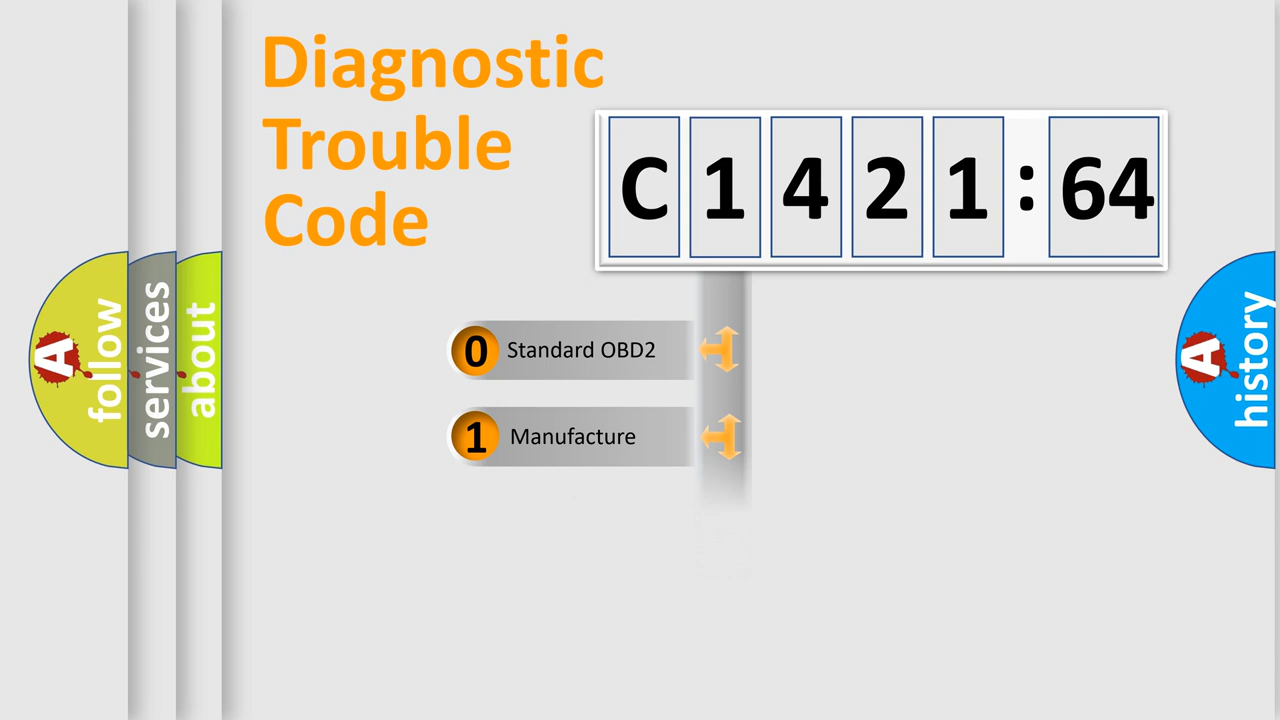 Diagnostic
Trouble
Code
C 1 4 2 1 : 64
0 Standard OBD2
1 Manufacture
A follow
services
about
A history